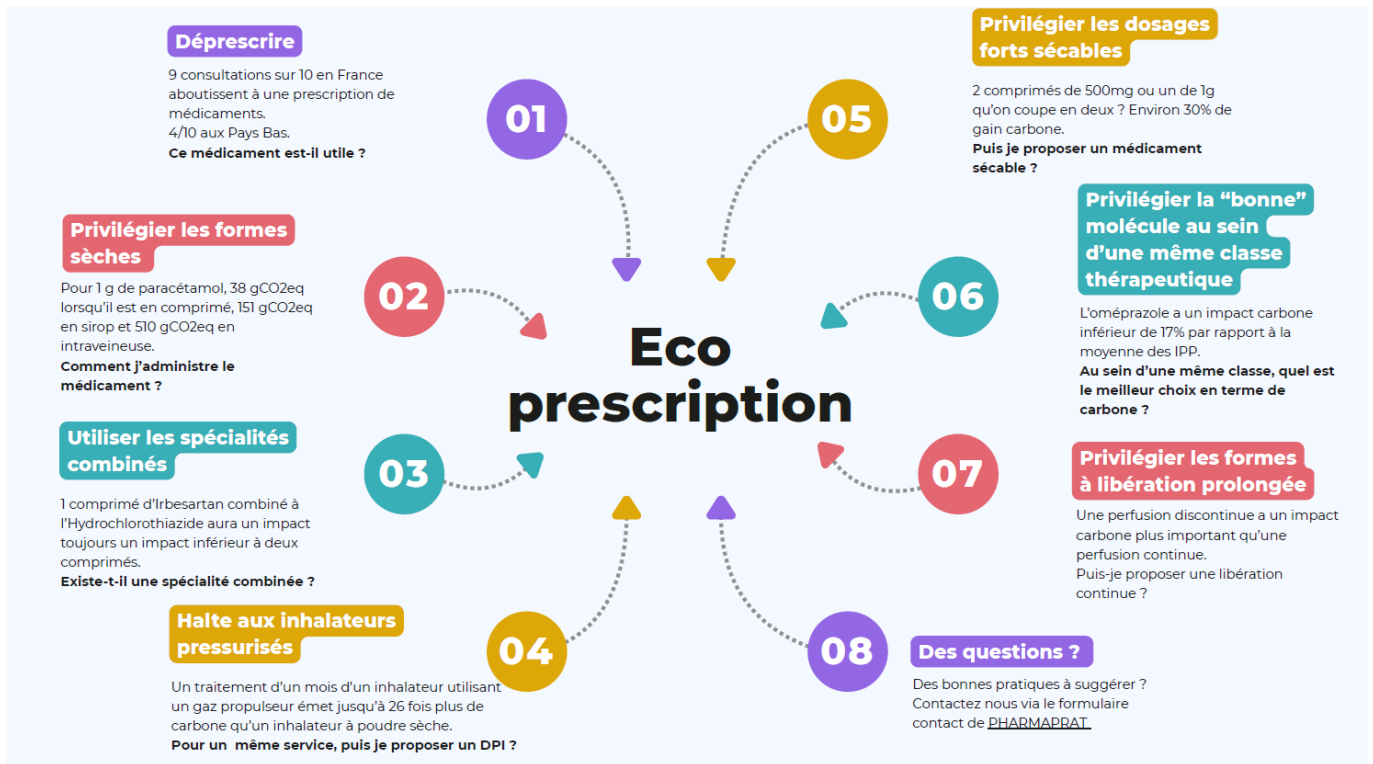 Déprescrire
9 consultations sur 10 en France
aboutissent à une prescription de
médicaments.
4/10 aux Pays Bas.
Ce médicament est-il utile ?
01
Privilégier les formes
sèches
Pour 1 g de paracétamol, 38 gCO2eq
lorsqu'il est en comprimé, 151 gCO2eq
en sirop et 510 gCO2eq en
intraveineuse.
Comment j'administre le
médicament ?
02
Utiliser les spécialités
combinés
1 comprimé d'Irbesartan combiné à
l'Hydrochlorothiazide aura un impact
toujours un impact inférieur à deux
comprimés.
Existe-t-il une spécialité combinée ?
03
Halte aux inhalateurs
pressurisés
Un traitement d'un mois d'un inhalateur utilisant
un gaz propulseur émet jusqu'à 26 fois plus de
carbone qu'un inhalateur à poudre sèche.
Pour un même service, puis je proposer un DPI ?
04
Eco
prescription
Privilégier les dosages
forts sécables
2 comprimés de 500mg ou un de 1g
qu'on coupe en deux ? Environ 30% de
gain carbone.
Puis je proposer un médicament
sécable ?
05
Privilégier la “bonne”
molécule au sein
d'une même classe
thérapeutique
L'oméprazole a un impact carbone
inférieur de 17% par rapport à la
moyenne des IPP.
Au sein d'une même classe, quel est
le meilleur choix en terme de
carbone ?
06
Privilégier les formes
à libération prolongée
Une perfusion discontinue a un impact
carbone plus important qu'une
perfusion continue.
Puis-je proposer une libération
continue ?
07
Des questions ?
Des bonnes pratiques à suggérer ?
Contactez nous via le formulaire
contact de PHARMAPRAT
08